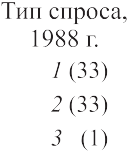 Тип спроса,
1988 г.
1 (33)
2 (33)
3 (1)